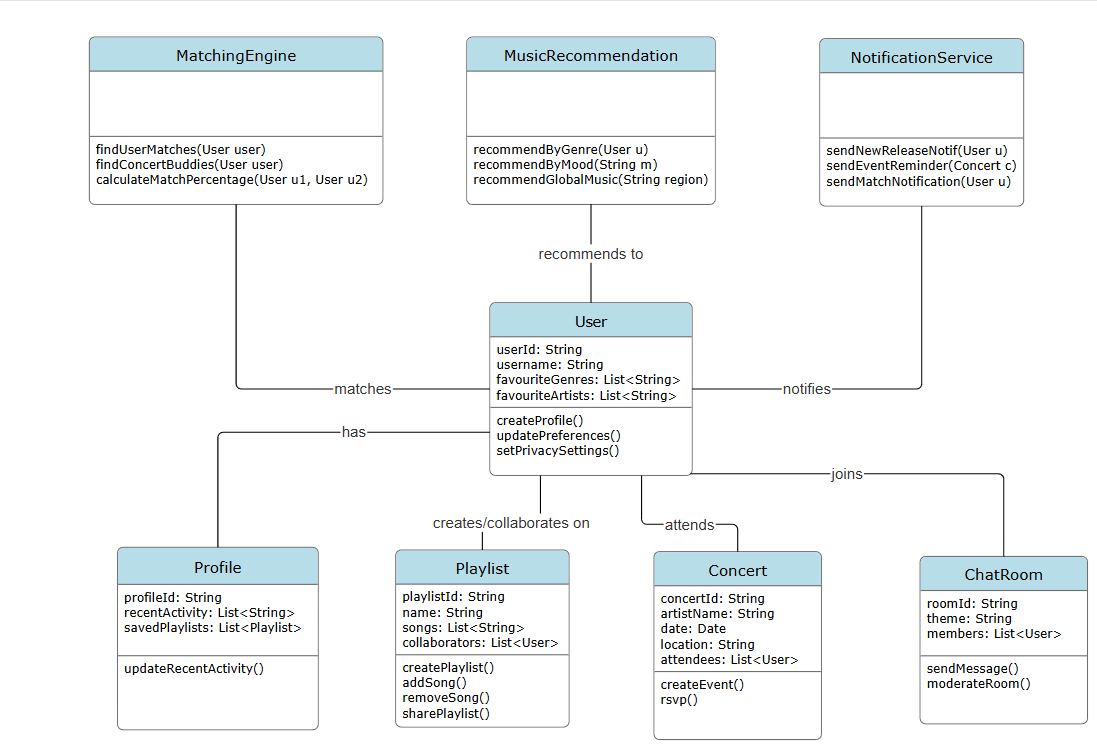 MatchingEngine
findUserMatches(User user)
findConcertBuddies(User user)
calculateMatchPercentage(User u1, User u2)
MusicRecommendation
recommendByGenre(User u)
recommendByMood(String m)
recommendGlobalMusic(String region)
NotificationService
sendNewReleaseNotif(User u)
sendEventReminder(Concert c)
sendMatchNotification(User u)
recommends to
User
userId: String
username: String
favouriteGenres: List<String>
favouriteArtists: List<String>
createProfile()
updatePreferences()
setPrivacySettings()
matches
notifies
has
joins
creates/collaborates on
attends
Profile
profileId: String
recentActivity: List<String>
savedPlaylists: List<Playlist>
updateRecentActivity()
Playlist
playlistId: String
name: String
songs: List<String>
collaborators: List<User>
createPlaylist()
addSong()
removeSong()
sharePlaylist()
Concert
concertId: String
artistName: String
date: Date
location: String
attendees: List<User>
createEvent()
rsvp()
ChatRoom
roomId: String
theme: String
members: List<User>
sendMessage()
moderateRoom()